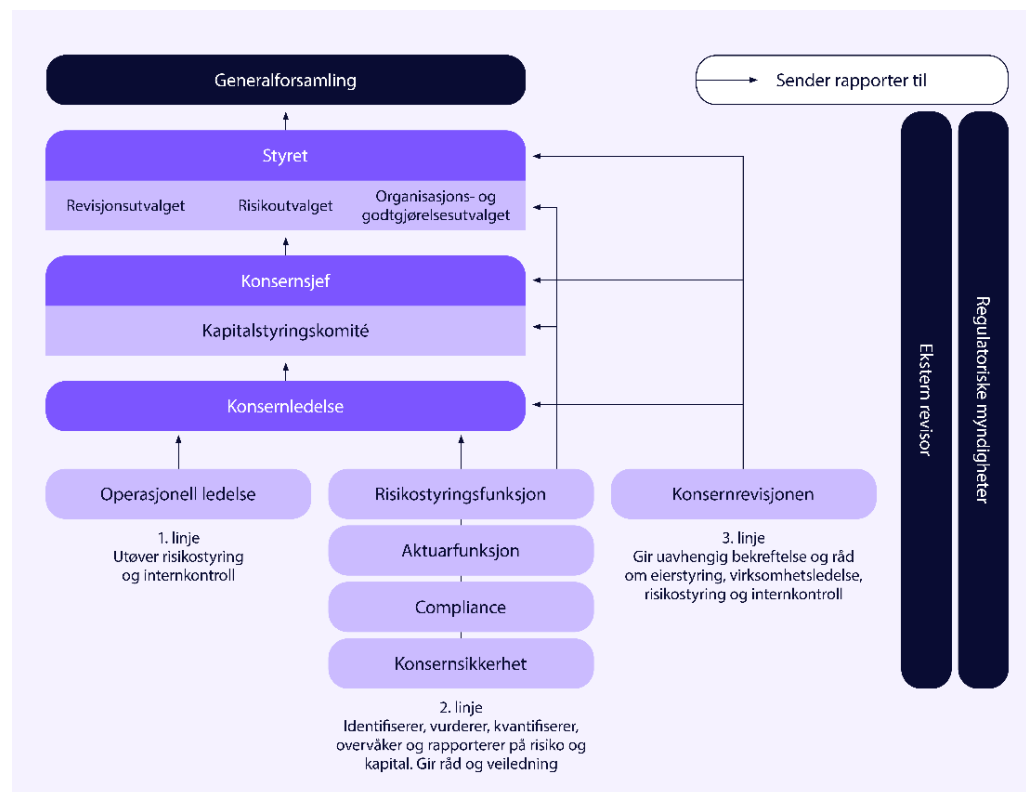 Generalforsamling
Sender rapporter til
Styret
Revisjonsutvalget
Risikoutvalget
Organisasjons- og
godtgjørelsesutvalget
Konsernsjef
Kapitalstyringskomité
Konsernledelse
Operasjonell ledelse
1. linje
Utøver risikostyring
og internkontroll
Risikostyringsfunksjon
Aktuarfunksjon
Compliance
Konsernsikkerhet
2. linje
Identifiserer, vurderer, kvantifiserer,
overvåker og rapporterer på risiko og
kapital. Gir råd og veiledning
Konsernrevisjonen
3. linje
Gir uavhengig bekreftelse og råd
om eierstyring, virksomhetsledelse,
risikostyring og internkontroll
Ekstern revisor
Regulatoriske myndigheter